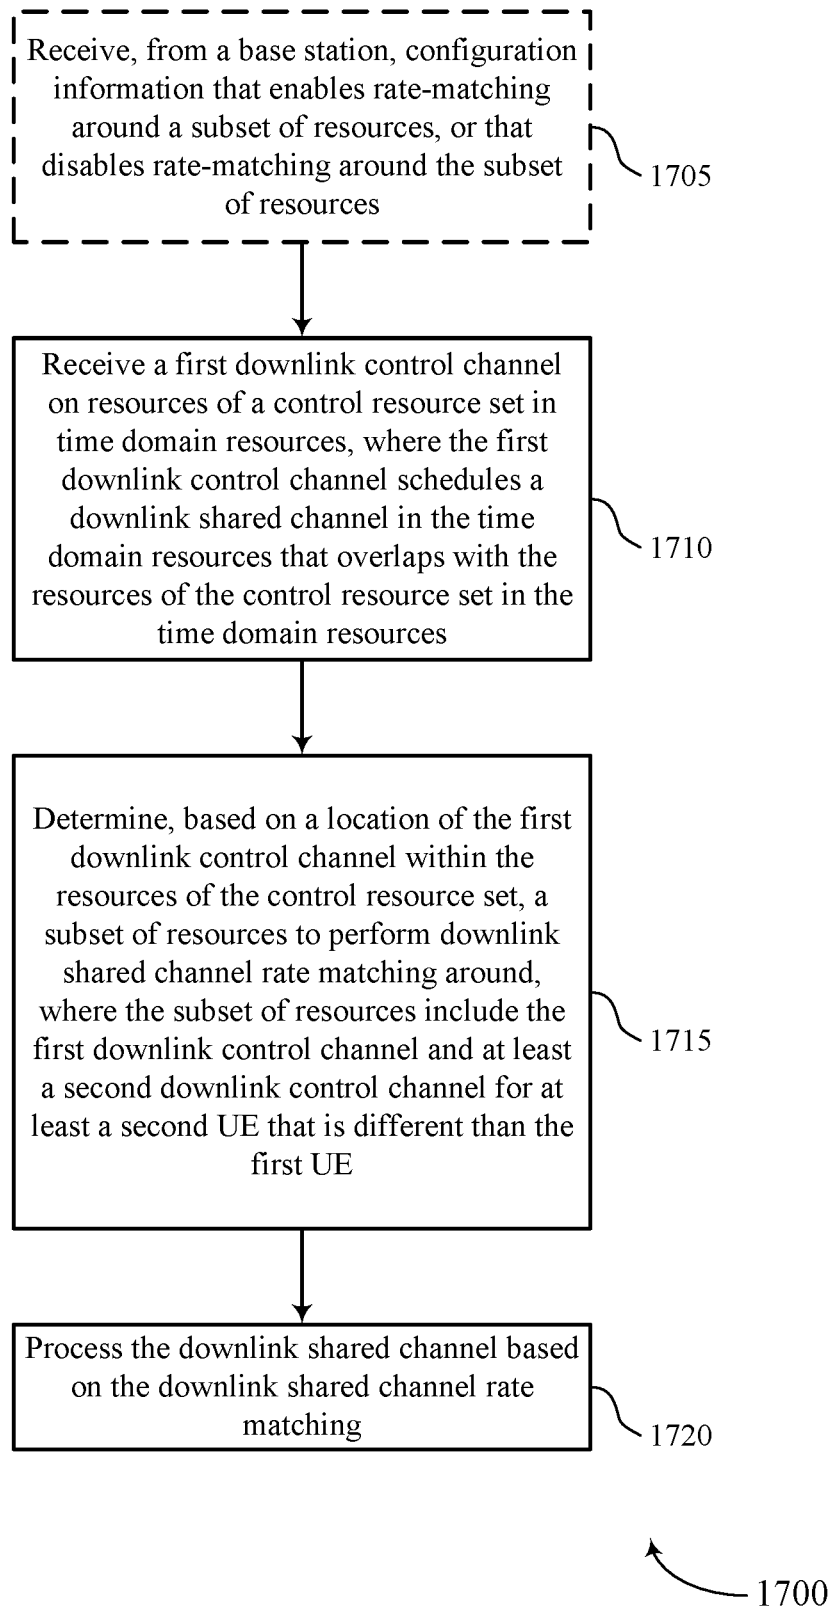 Receive, from a base station, configuration
information that enables rate-matching
around a subset of resources, or that
disables rate-matching around the subset
of resources
1705
Receive a first downlink control channel
on resources of a control resource set in
time domain resources, where the first
downlink control channel schedules a
downlink shared channel in the time
domain resources that overlaps with the
resources of the control resource set in the
time domain resources
1710
Determine, based on a location of the first
downlink control channel within the
resources of the control resource set, a
subset of resources to perform downlink
shared channel rate matching around,
where the subset of resources include the
first downlink control channel and at least
a second downlink control channel for at
least a second UE that is different than the
first UE
1715
Process the downlink shared channel based
on the downlink shared channel rate
matching
1720
1700